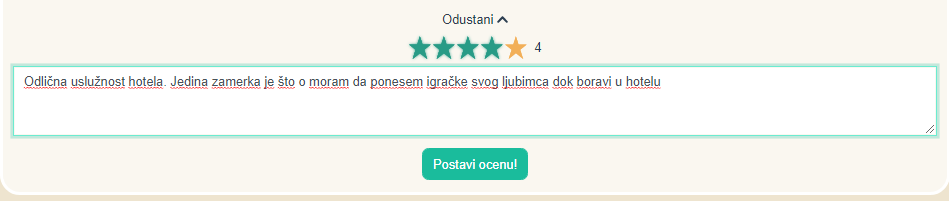 Odustani
4
Odlična uslužnost hotela. Jedina zamerka je što o moram da ponesem igračke svog ljubimca dok boravi u hotelu
Postavi ocenu!